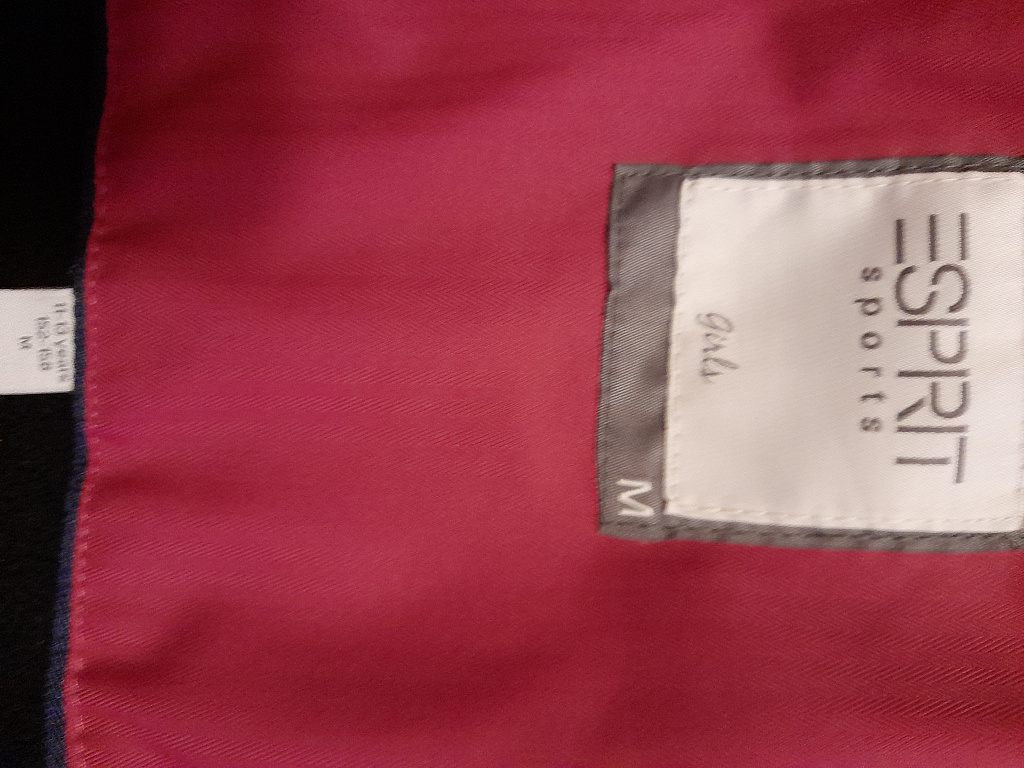 ESPRIT
sports
girls
M
11-13 years
152-158
M